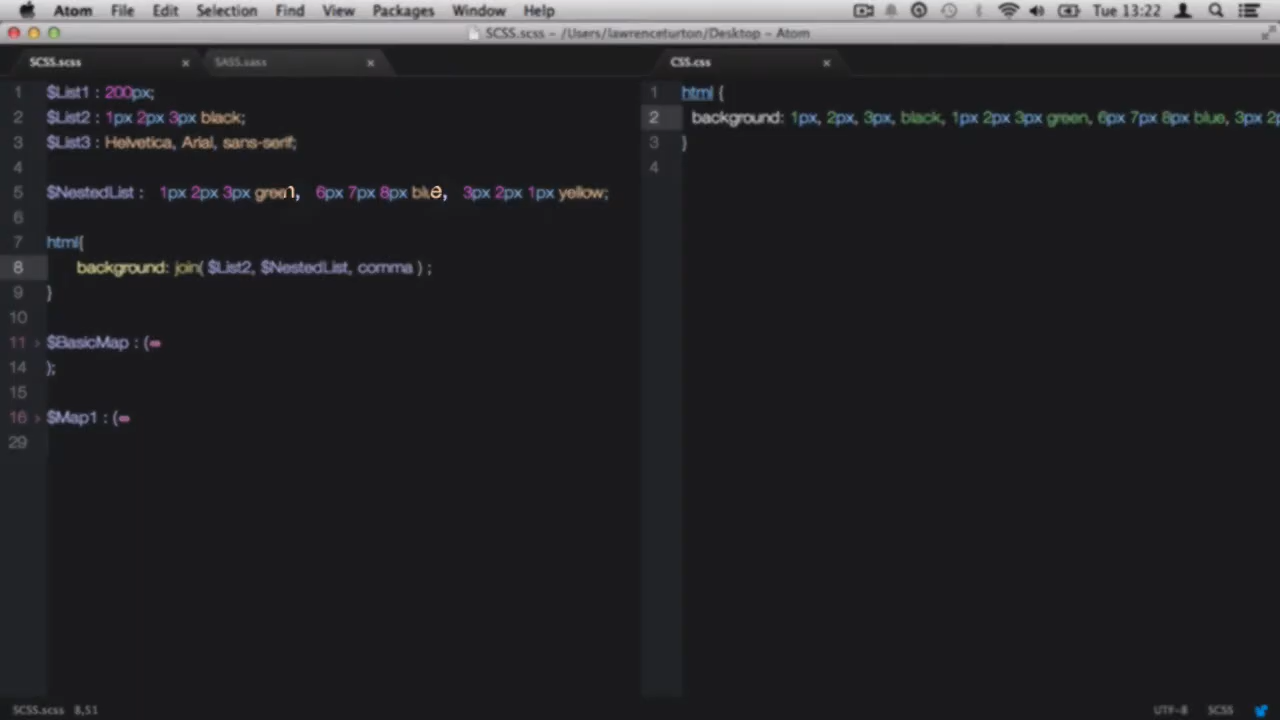 Atom File Edit Selection Find View Packages Window Help Tue 13:22
SCSS.scss – /Users/lawrenceturton/Desktop – Atom
SCSS.scss SASS.sass CSS.css
1 $List1 : 200px;
2 $List2 : 1px 2px 3px black;
3 $List3 : Helvetica, Arial, sans-serif;
4
5 $NestedList : 1px 2px 3px green, 6px 7px 8px blue, 3px 2px 1px yellow;
6
7 html{
8 background: join( $List2, $NestedList, comma ) ;
9 }
10
11 $BasicMap : (
14 );
15
16 $Map1 : (
29
1 html {
2 background: 1px, 2px, 3px, black, 1px 2px 3px green, 6px 7px 8px blue, 3px 2p
3 }
4
SCSS.scss 8,51 UTF-8 SCSS